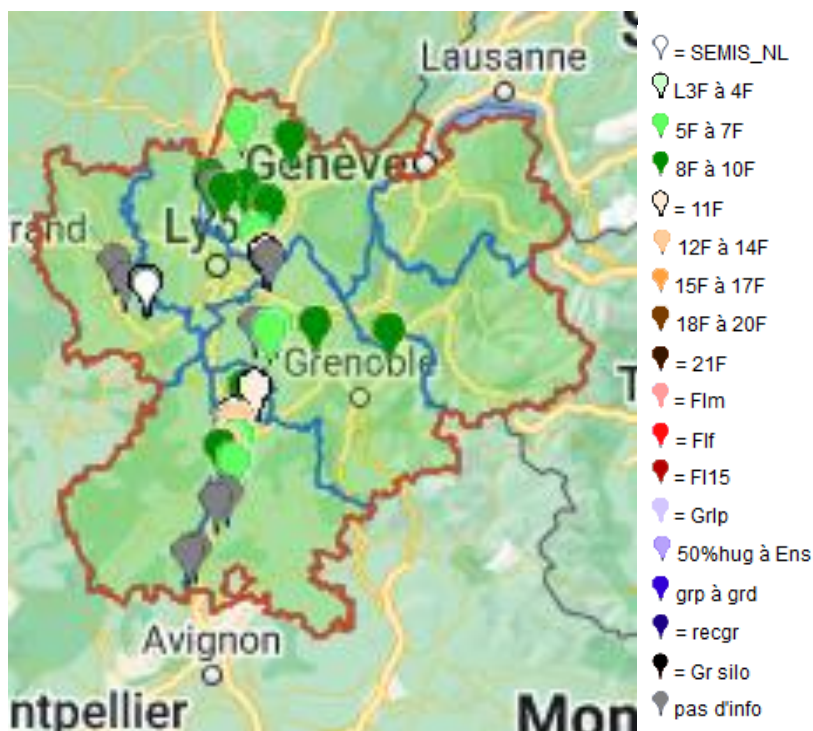 Lausanne
Genève
rand
Lyo
Grenoble
Avignon
ntpellier
Mon
= SEMIS_NL
L3F à 4F
5F à 7F
8F à 10F
= 11F
12F à 14F
15F à 17F
18F à 20F
= 21F
= Flm
= Flf
= Fl15
= Grlp
50%hug à Ens
grp à grd
= recgr
= Gr silo
pas d'info